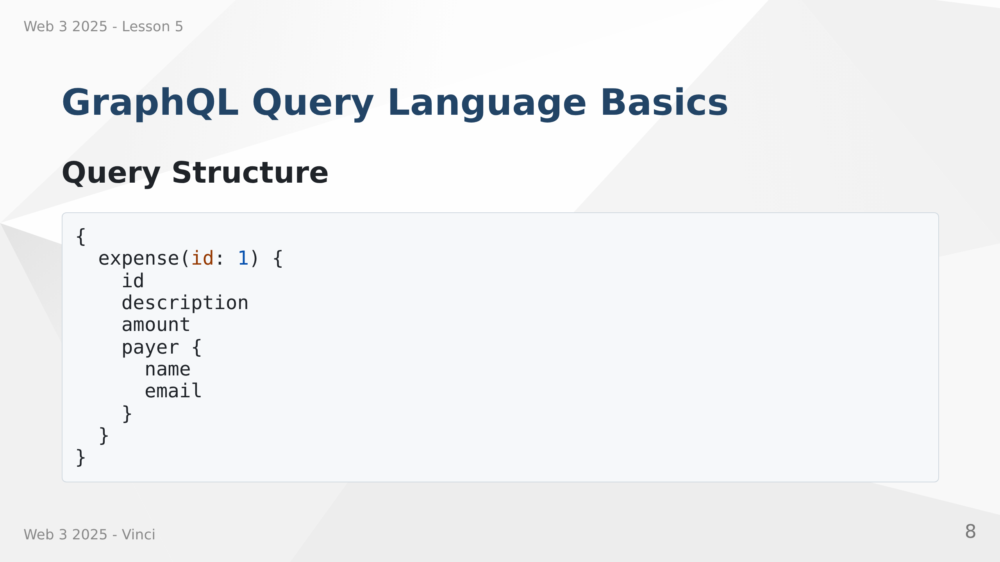 Web 3 2025 - Lesson 5
GraphQL Query Language Basics
Query Structure
{
  expense(id: 1) {
    id
    description
    amount
    payer {
      name
      email
    }
  }
}
Web 3 2025 - Vinci
8